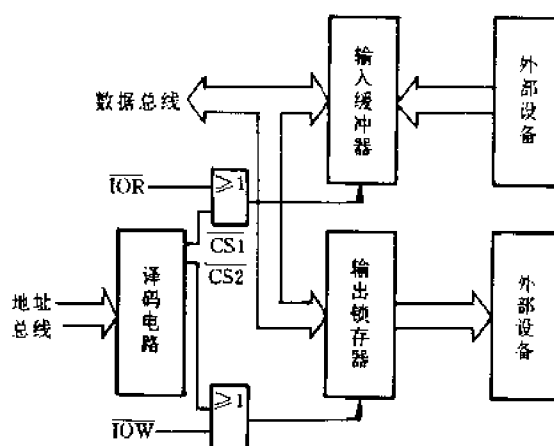 数据总线
输入缓冲器
外部设备
IOR
≥1
CS1
CS2
地址
总线
译码电路
输出锁存器
外部设备
≥1
IOW